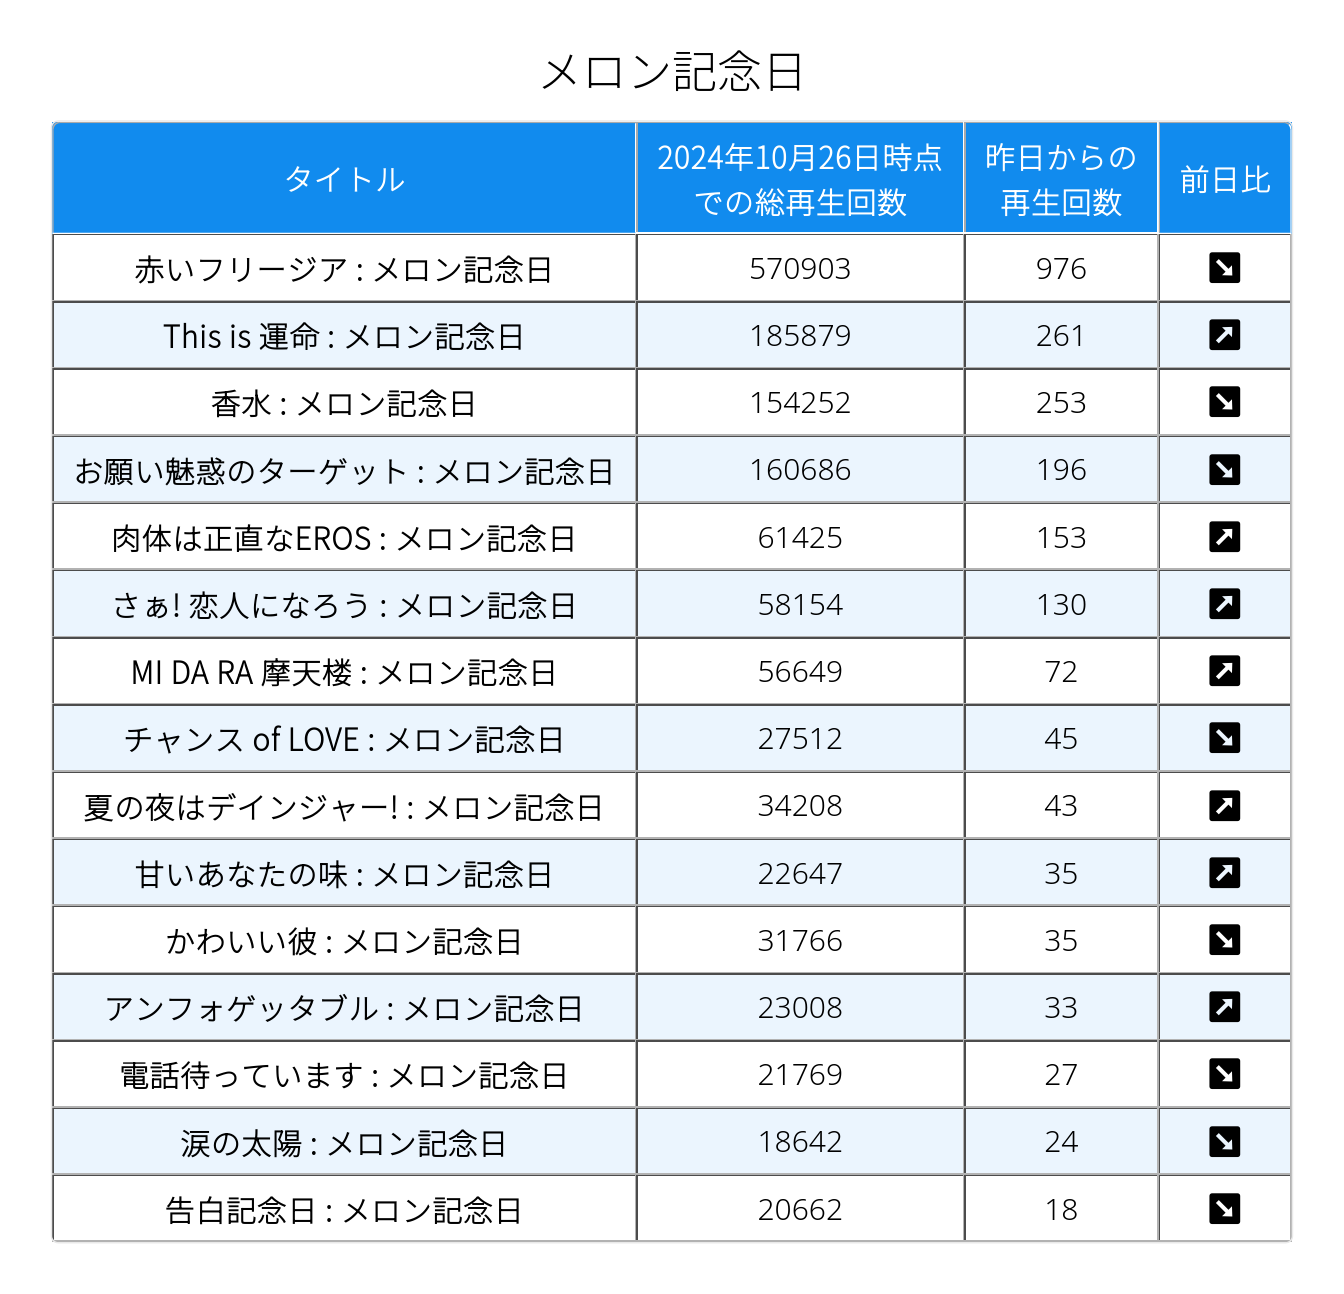 メロン記念日
タイトル 2024年10月26日時点での総再生回数 昨日からの再生回数 前日比
赤いフリージア : メロン記念日 570903 976 ↘
This is 運命 : メロン記念日 185879 261 ↗
香水 : メロン記念日 154252 253 ↘
お願い魅惑のターゲット : メロン記念日 160686 196 ↘
肉体は正直なEROS : メロン記念日 61425 153 ↗
さぁ! 恋人になろう : メロン記念日 58154 130 ↗
MI DA RA 摩天楼 : メロン記念日 56649 72 ↗
チャンス of LOVE : メロン記念日 27512 45 ↘
夏の夜はデインジャー! : メロン記念日 34208 43 ↗
甘いあなたの味 : メロン記念日 22647 35 ↗
かわいい彼 : メロン記念日 31766 35 ↘
アンフォゲッタブル : メロン記念日 23008 33 ↗
電話待っています : メロン記念日 21769 27 ↘
涙の太陽 : メロン記念日 18642 24 ↘
告白記念日 : メロン記念日 20662 18 ↘